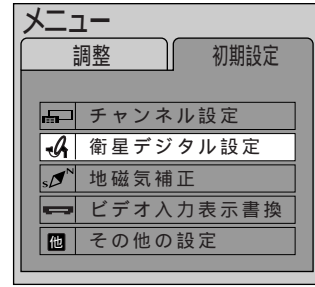 メニュー
調整 初期設定
チャンネル設定
衛星デジタル設定
S N 地磁気補正
ビデオ入力表示書換
他 その他の設定